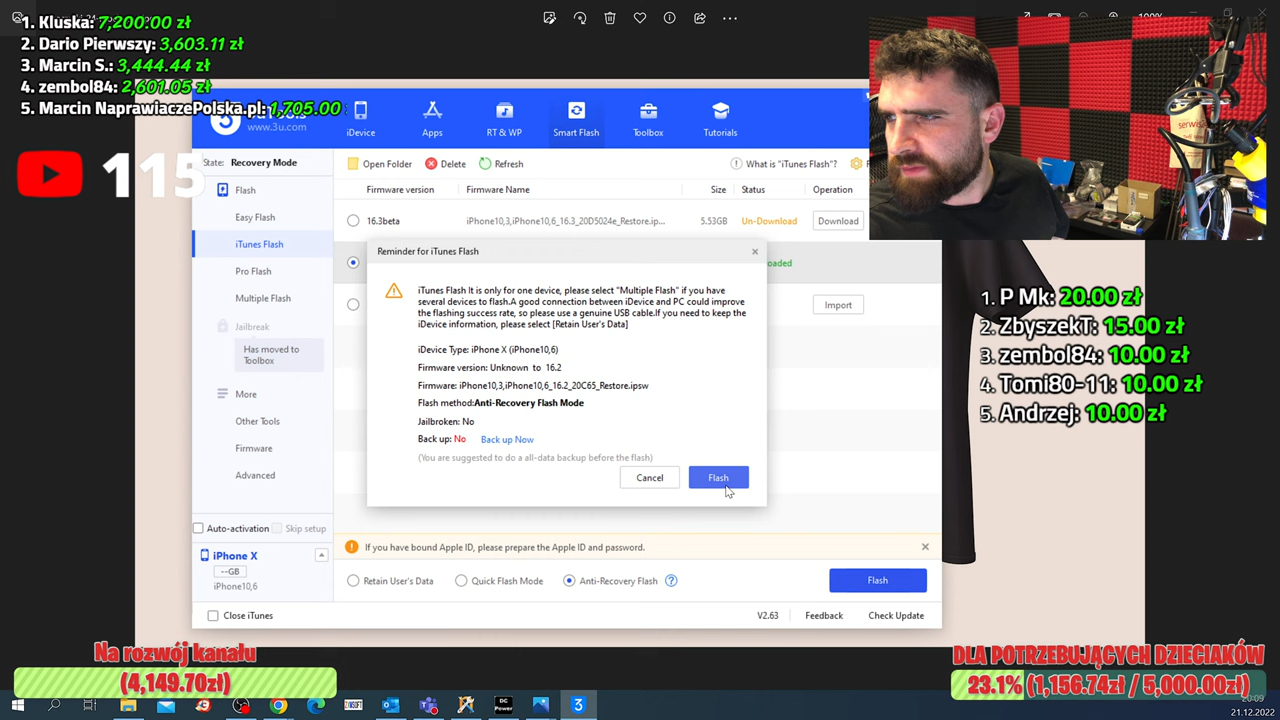 1. Kluska: 7,200.00 zł
2. Dario Pierwszy: 3,603.11 zł
3. Marcin S.: 3,444.44 zł
4. zembol84: 2,601.05 zł
5. Marcin NaprawiaczePolska.pl: 1,705.00
115
100%
www.3u.com
iDevice
Apps
RT & WP
Smart Flash
Toolbox
Tutorials
State: Recovery Mode
Open Folder
Delete
Refresh
What is "iTunes Flash"?
Firmware version
Firmware Name
Size
Status
Operation
16.3beta
iPhone10,3,iPhone10,6_16.3_20D5024e_Restore.ip...
5.53GB
Un-Download
Download
Import
Flash
Easy Flash
iTunes Flash
Pro Flash
Multiple Flash
Jailbreak
Has moved to
Toolbox
More
Other Tools
Firmware
Advanced
Auto-activation
Skip setup
iPhone X
--GB
iPhone10,6
Close iTunes
Reminder for iTunes Flash
iTunes Flash It is only for one device, please select "Multiple Flash" if you have
several devices to flash.A good connection between iDevice and PC could improve
the flashing success rate, so please use a genuine USB cable.If you need to keep the
iDevice information, please select [Retain User's Data]
iDevice Type: iPhone X (iPhone10,6)
Firmware version: Unknown to 16.2
Firmware: iPhone10,3,iPhone10,6_16.2_20C65_Restore.ipsw
Flash method:Anti-Recovery Flash Mode
Jailbroken: No
Back up: No Back up Now
(You are suggested to do a all-data backup before the flash)
Cancel
Flash
If you have bound Apple ID, please prepare the Apple ID and password.
Retain User's Data
Quick Flash Mode
Anti-Recovery Flash
Flash
V2.63
Feedback
Check Update
1. P Mk: 20.00 zł
2. ZbyszekT: 15.00 zł
3. zembol84: 10.00 zł
4. Tomi80-11: 10.00 zł
5. Andrzej: 10.00 zł
Na rozwój kanału
(4,149.70zł)
DLA POTRZEBUJĄCYCH DZIECIAKÓW
23.1% (1,156.74zł / 5,000.00zł)
DC
Power
20:09
21.12.2022